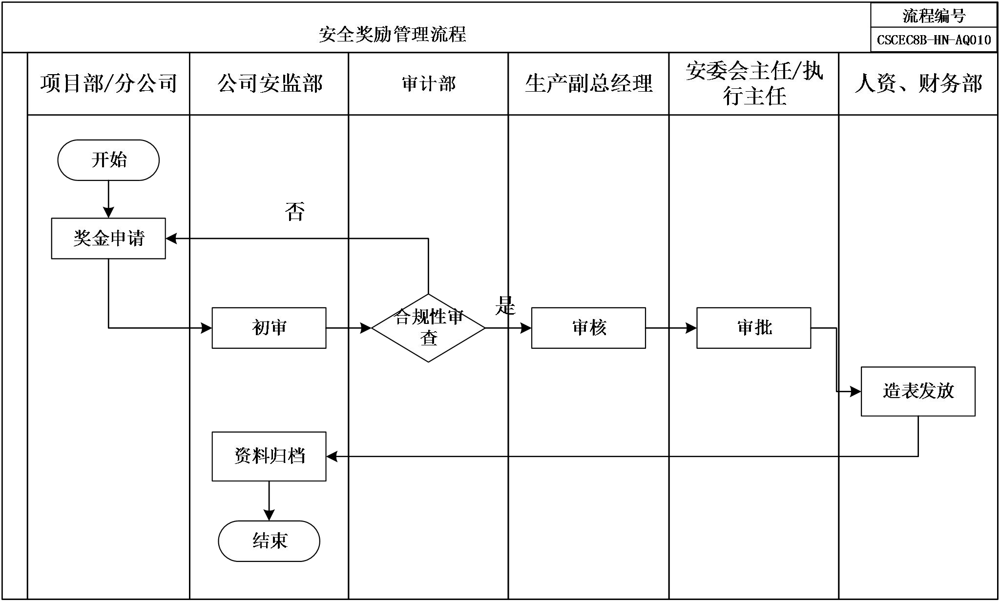 安全奖励管理流程
流程编号
CSCEC8B-HN-AQ010
项目部/分公司
公司安监部
审计部
生产副总经理
安委会主任/执
行主任
人资、财务部
开始
否
奖金申请
是
初审
合规性审
查
审核
审批
造表发放
资料归档
结束